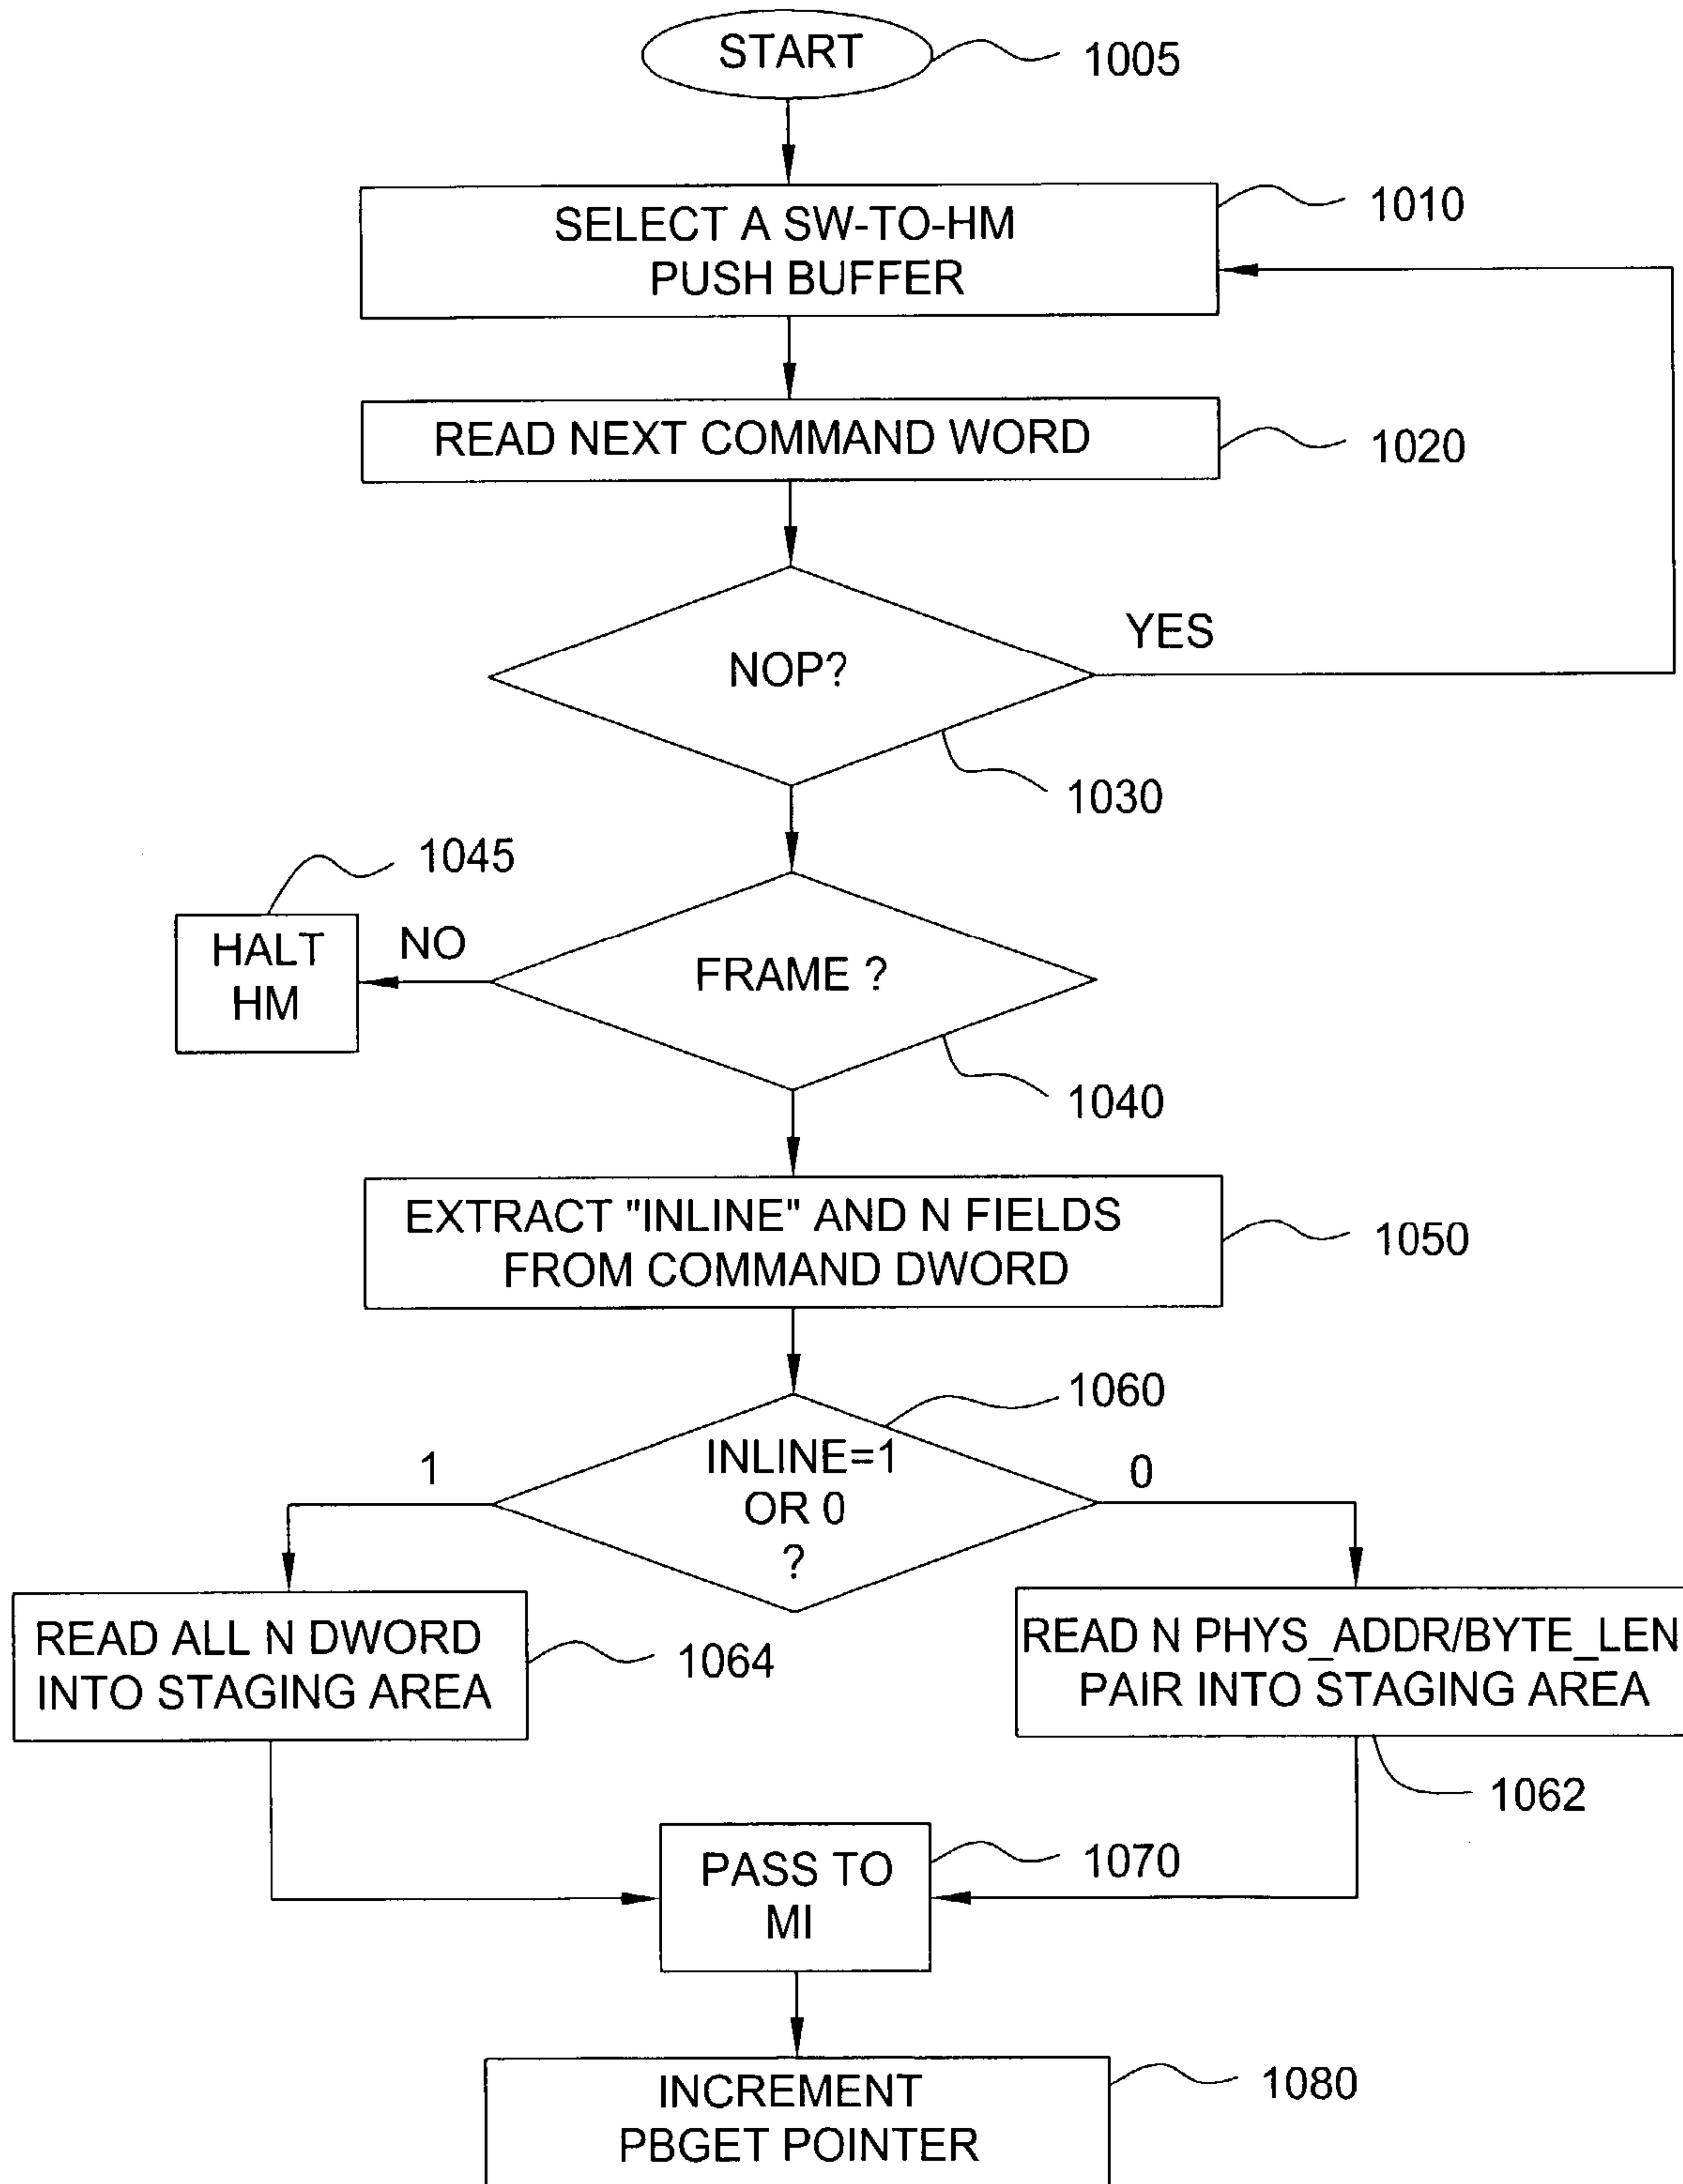 START
1005
SELECT A SW-TO-HM
PUSH BUFFER
1010
READ NEXT COMMAND WORD
1020
NOP?
YES
1030
1045
HALT
HM
NO
FRAME ?
1040
EXTRACT "INLINE" AND N FIELDS
FROM COMMAND DWORD
1050
1060
INLINE=1
OR 0
?
1
0
READ ALL N DWORD
INTO STAGING AREA
1064
READ N PHYS_ADDR/BYTE_LEN
PAIR INTO STAGING AREA
1062
PASS TO
MI
1070
INCREMENT
PBGET POINTER
1080